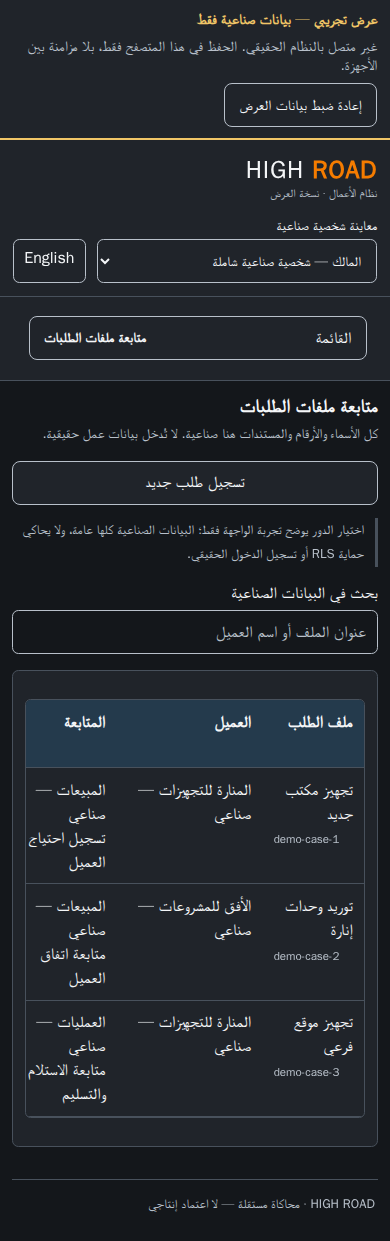 عرض تجريبي — بيانات صناعية فقط
غير متصل بالنظام الحقيقي. الحفظ في هذا المتصفح فقط، بلا مزامنة بين
الأجهزة.
إعادة ضبط بيانات العرض
HIGH ROAD
نظام الأعمال · نسخة العرض
معاينة شخصية صناعية
المالك — شخصية صناعية شاملة
English
القائمة
متابعة ملفات الطلبات
متابعة ملفات الطلبات
كل الأسماء والأرقام والمستندات هنا صناعية. لا تُدخل بيانات عمل حقيقية.
تسجيل طلب جديد
اختيار الدور يوضح تجربة الواجهة فقط؛ البيانات الصناعية كلها عامة، ولا يحاكي
حماية RLS أو تسجيل الدخول الحقيقي.
بحث في البيانات الصناعية
عنوان الملف أو اسم العميل
ملف الطلب
العميل
المتابعة
تجهيز مكتب
جديد
demo-case-1
المنارة للتجهيزات —
صناعي
المبيعات —
صناعي
تسجيل احتياج
العميل
توريد وحدات
إنارة
demo-case-2
الأفق للمشروعات —
صناعي
المبيعات —
صناعي
متابعة اتفاق
العميل
تجهيز موقع
فرعي
demo-case-3
المنارة للتجهيزات —
صناعي
العمليات —
صناعي
متابعة الاستلام
والتسليم
HIGH ROAD · محاكاة مستقلة — لا اعتماد إنتاجي